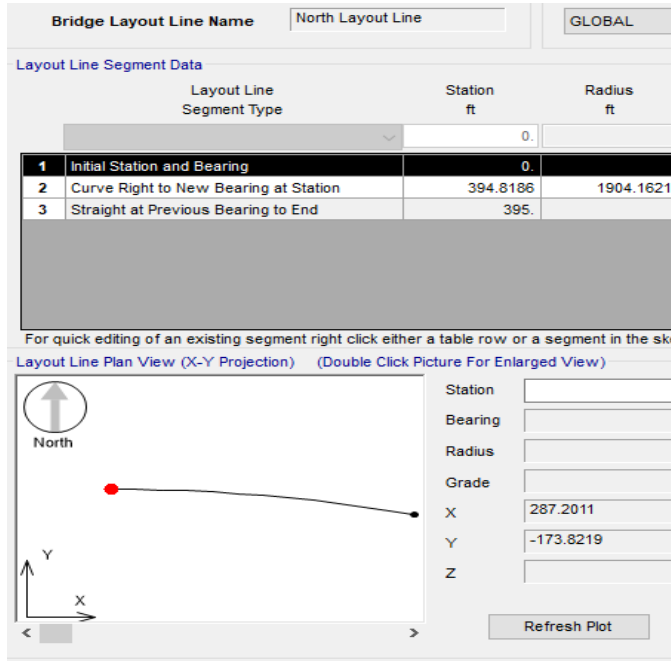 Bridge Layout Line Name North Layout Line GLOBAL
Layout Line Segment Data
Layout Line Station Radius
Segment Type ft ft
0.
1 Initial Station and Bearing 0.
2 Curve Right to New Bearing at Station 394.8186 1904.1621
3 Straight at Previous Bearing to End 395.
For quick editing of an existing segment right click either a table row or a segment in the
Layout Line Plan View (X-Y Projection) (Double Click Picture For Enlarged View)
North
Y
X
Station
Bearing
Radius
Grade
X 287.2011
Y -173.8219
Z
Refresh Plot